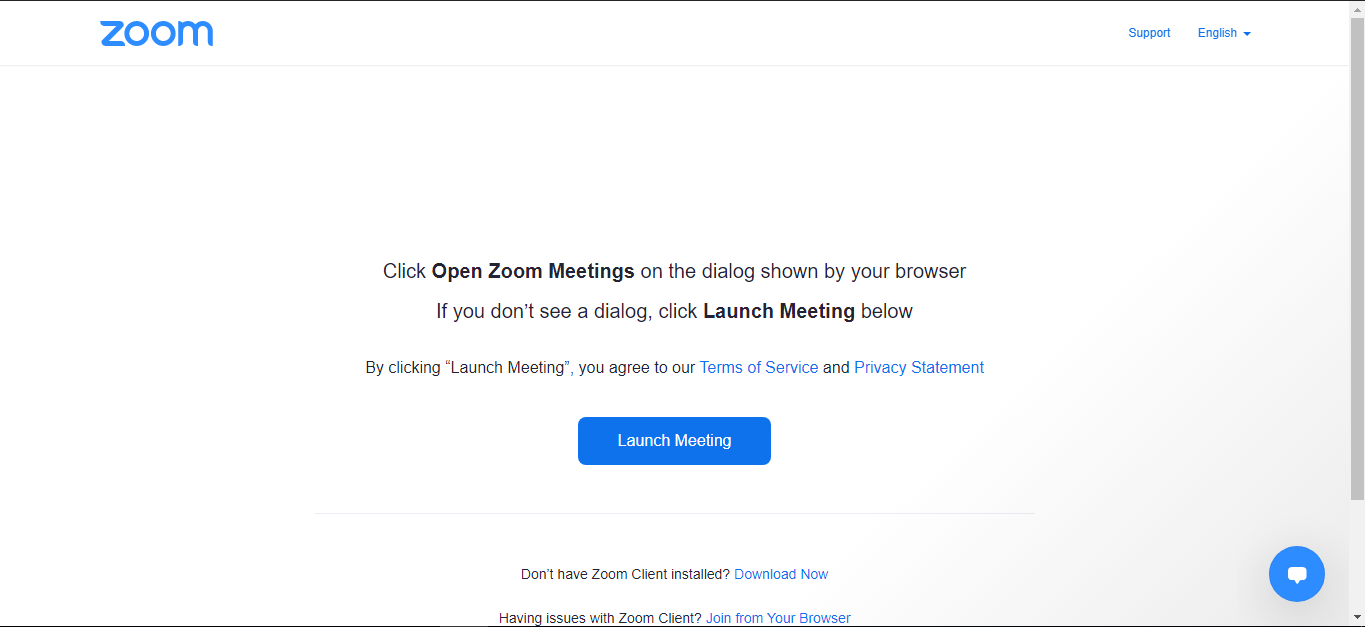 zoom
Support
English
Click Open Zoom Meetings on the dialog shown by your browser
If you don’t see a dialog, click Launch Meeting below
By clicking “Launch Meeting”, you agree to our Terms of Service and Privacy Statement
Launch Meeting
Don’t have Zoom Client installed? Download Now
Having issues with Zoom Client? Join from Your Browser